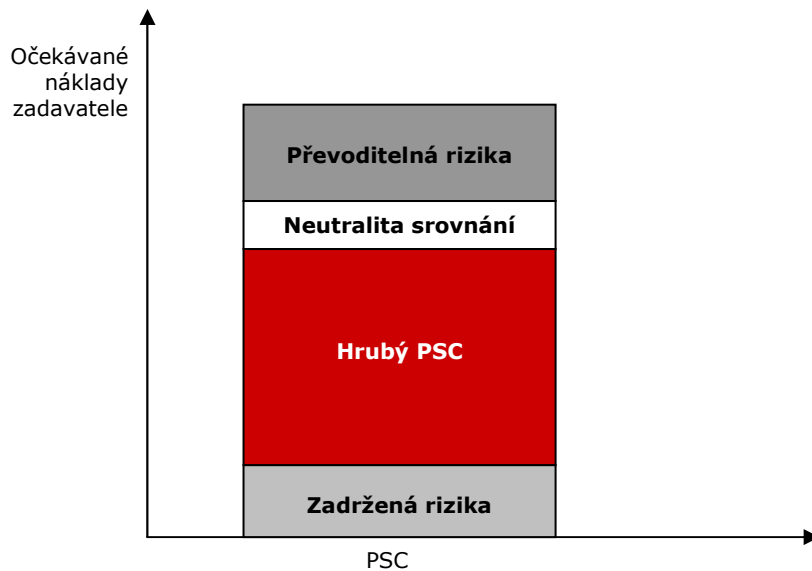 Očekávané
náklady
zadavatele
Převoditelná rizika
Neutralita srovnání
Hrubý PSC
Zadržená rizika
PSC